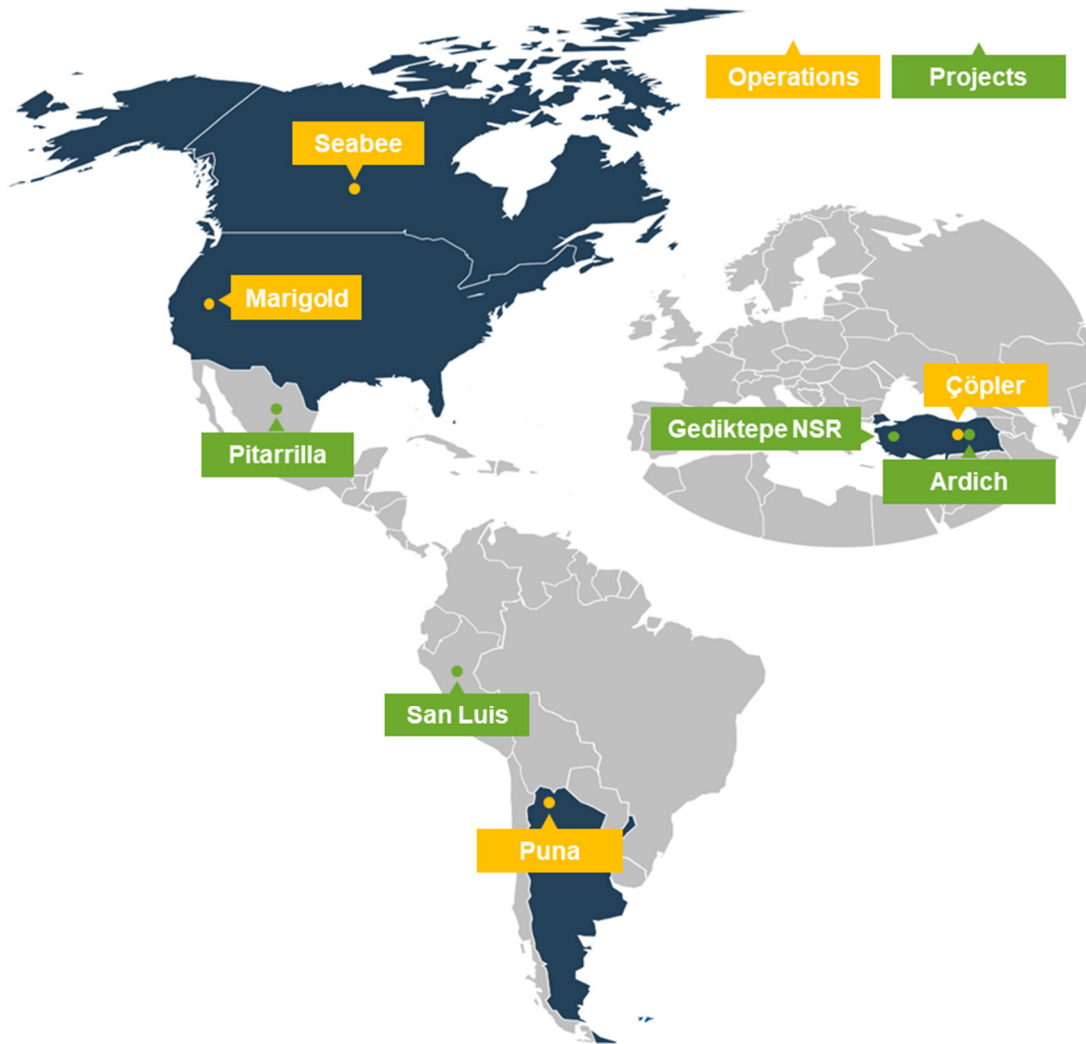 Operations
Projects
Seabee
Marigold
Pitarrilla
Çöpler
Gediktepe NSR
Ardich
San Luis
Puna